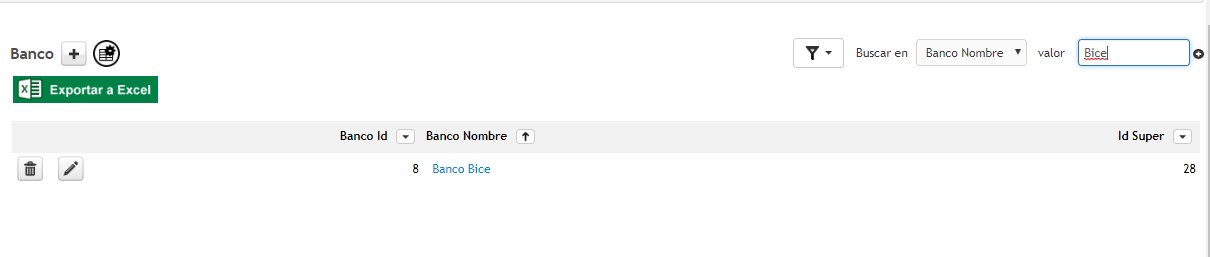 Banco
Buscar en Banco Nombre valor Bice
Exportar a Excel
Banco Id Banco Nombre Id Super
8 Banco Bice 28